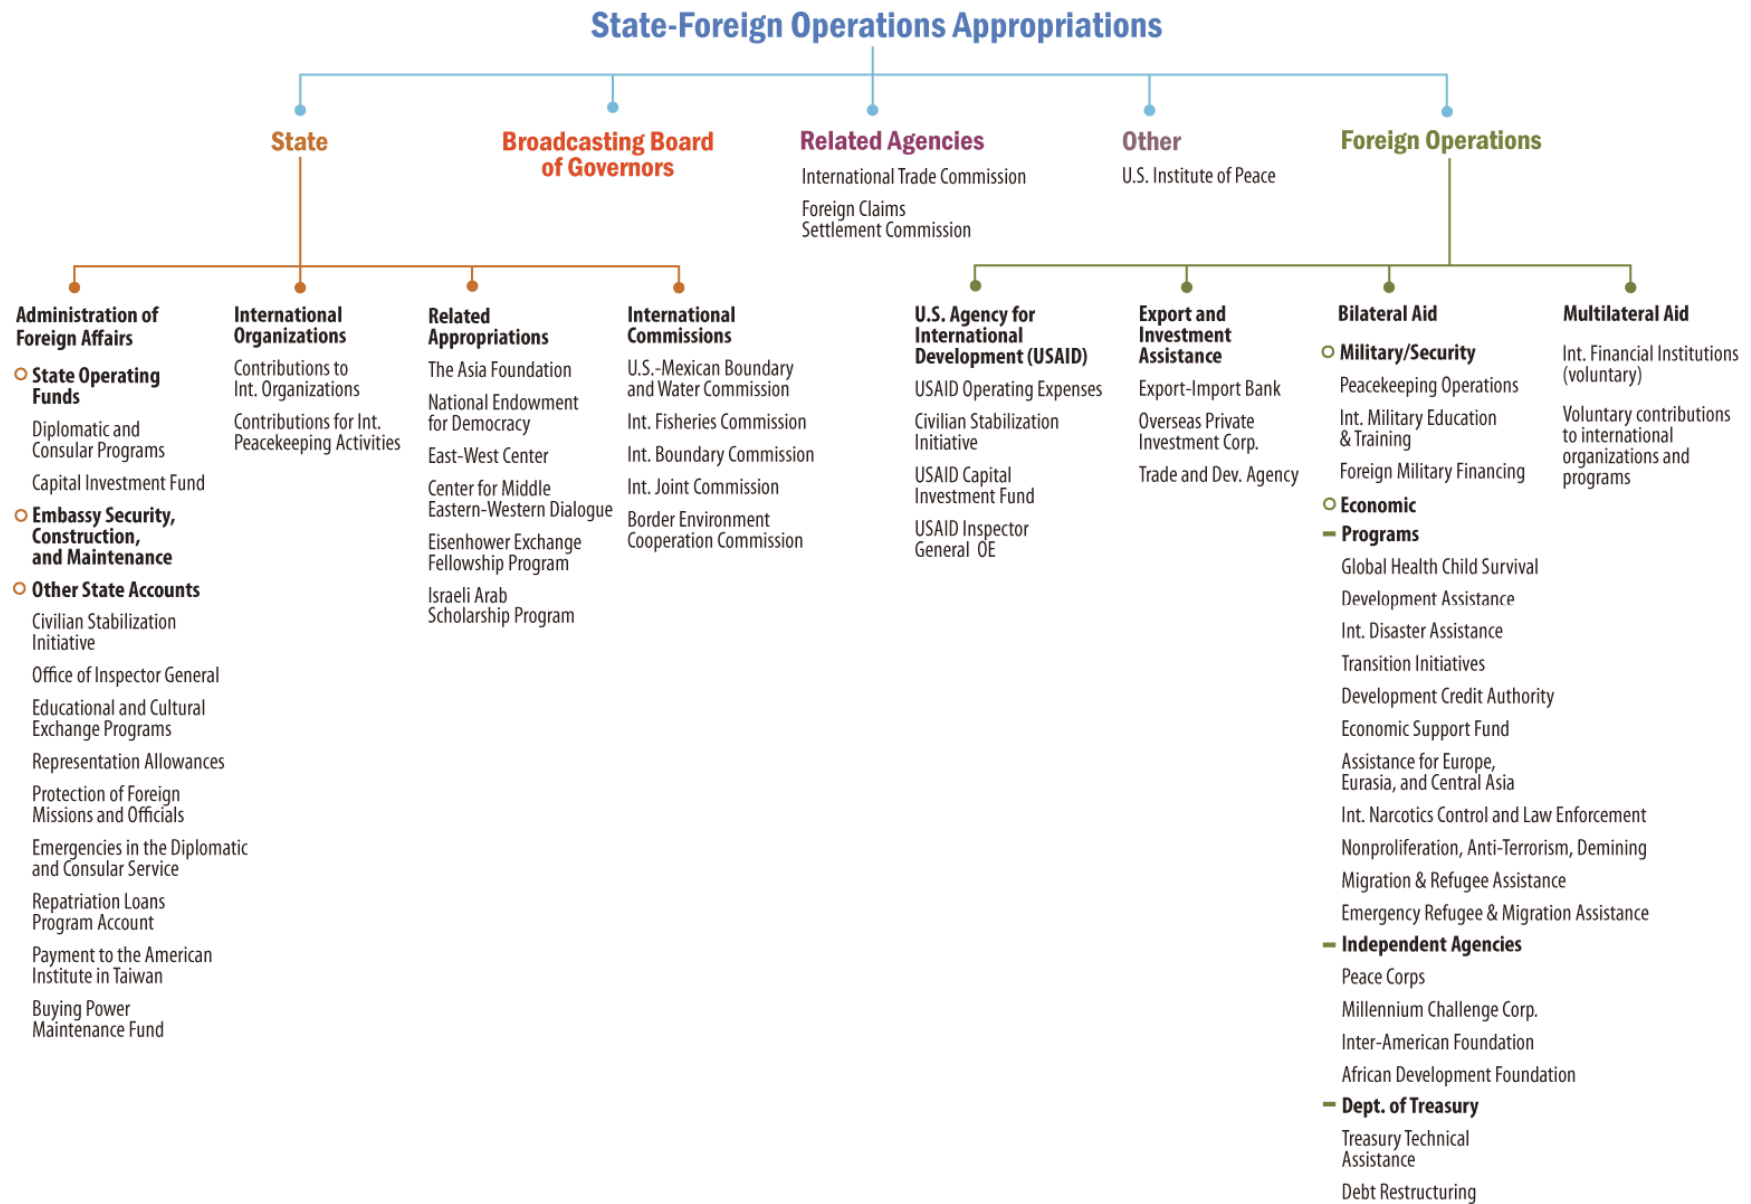 State-Foreign Operations Appropriations
State
Broadcasting Board
of Governors
Related Agencies
International Trade Commission
Foreign Claims
Settlement Commission
Other
U.S. Institute of Peace
Foreign Operations
Administration of
Foreign Affairs
State Operating
Funds
Diplomatic and
Consular Programs
Capital Investment Fund
Embassy Security,
Construction,
and Maintenance
Other State Accounts
Civilian Stabilization
Initiative
Office of Inspector General
Educational and Cultural
Exchange Programs
Representation Allowances
Protection of Foreign
Missions and Officials
Emergencies in the Diplomatic
and Consular Service
Repatriation Loans
Program Account
Payment to the American
Institute in Taiwan
Buying Power
Maintenance Fund
International
Organizations
Contributions to
Int. Organizations
Contributions for Int.
Peacekeeping Activities
Related
Appropriations
The Asia Foundation
National Endowment
for Democracy
East-West Center
Center for Middle
Eastern-Western Dialogue
Eisenhower Exchange
Fellowship Program
Israeli Arab
Scholarship Program
International
Commissions
U.S.-Mexican Boundary
and Water Commission
Int. Fisheries Commission
Int. Boundary Commission
Int. Joint Commission
Border Environment
Cooperation Commission
U.S. Agency for
International
Development (USAID)
USAID Operating Expenses
Civilian Stabilization
Initiative
USAID Capital
Investment Fund
USAID Inspector
General OE
Export and
Investment
Assistance
Export-Import Bank
Overseas Private
Investment Corp.
Trade and Dev. Agency
Bilateral Aid
Military/Security
Peacekeeping Operations
Int. Military Education
& Training
Foreign Military Financing
Economic
Programs
Global Health Child Survival
Development Assistance
Int. Disaster Assistance
Transition Initiatives
Development Credit Authority
Economic Support Fund
Assistance for Europe,
Eurasia, and Central Asia
Int. Narcotics Control and Law Enforcement
Nonproliferation, Anti-Terrorism, Demining
Migration & Refugee Assistance
Emergency Refugee & Migration Assistance
Independent Agencies
Peace Corps
Millennium Challenge Corp.
Inter-American Foundation
African Development Foundation
Dept. of Treasury
Treasury Technical
Assistance
Debt Restructuring
Multilateral Aid
Int. Financial Institutions
(voluntary)
Voluntary contributions
to international
organizations and
programs